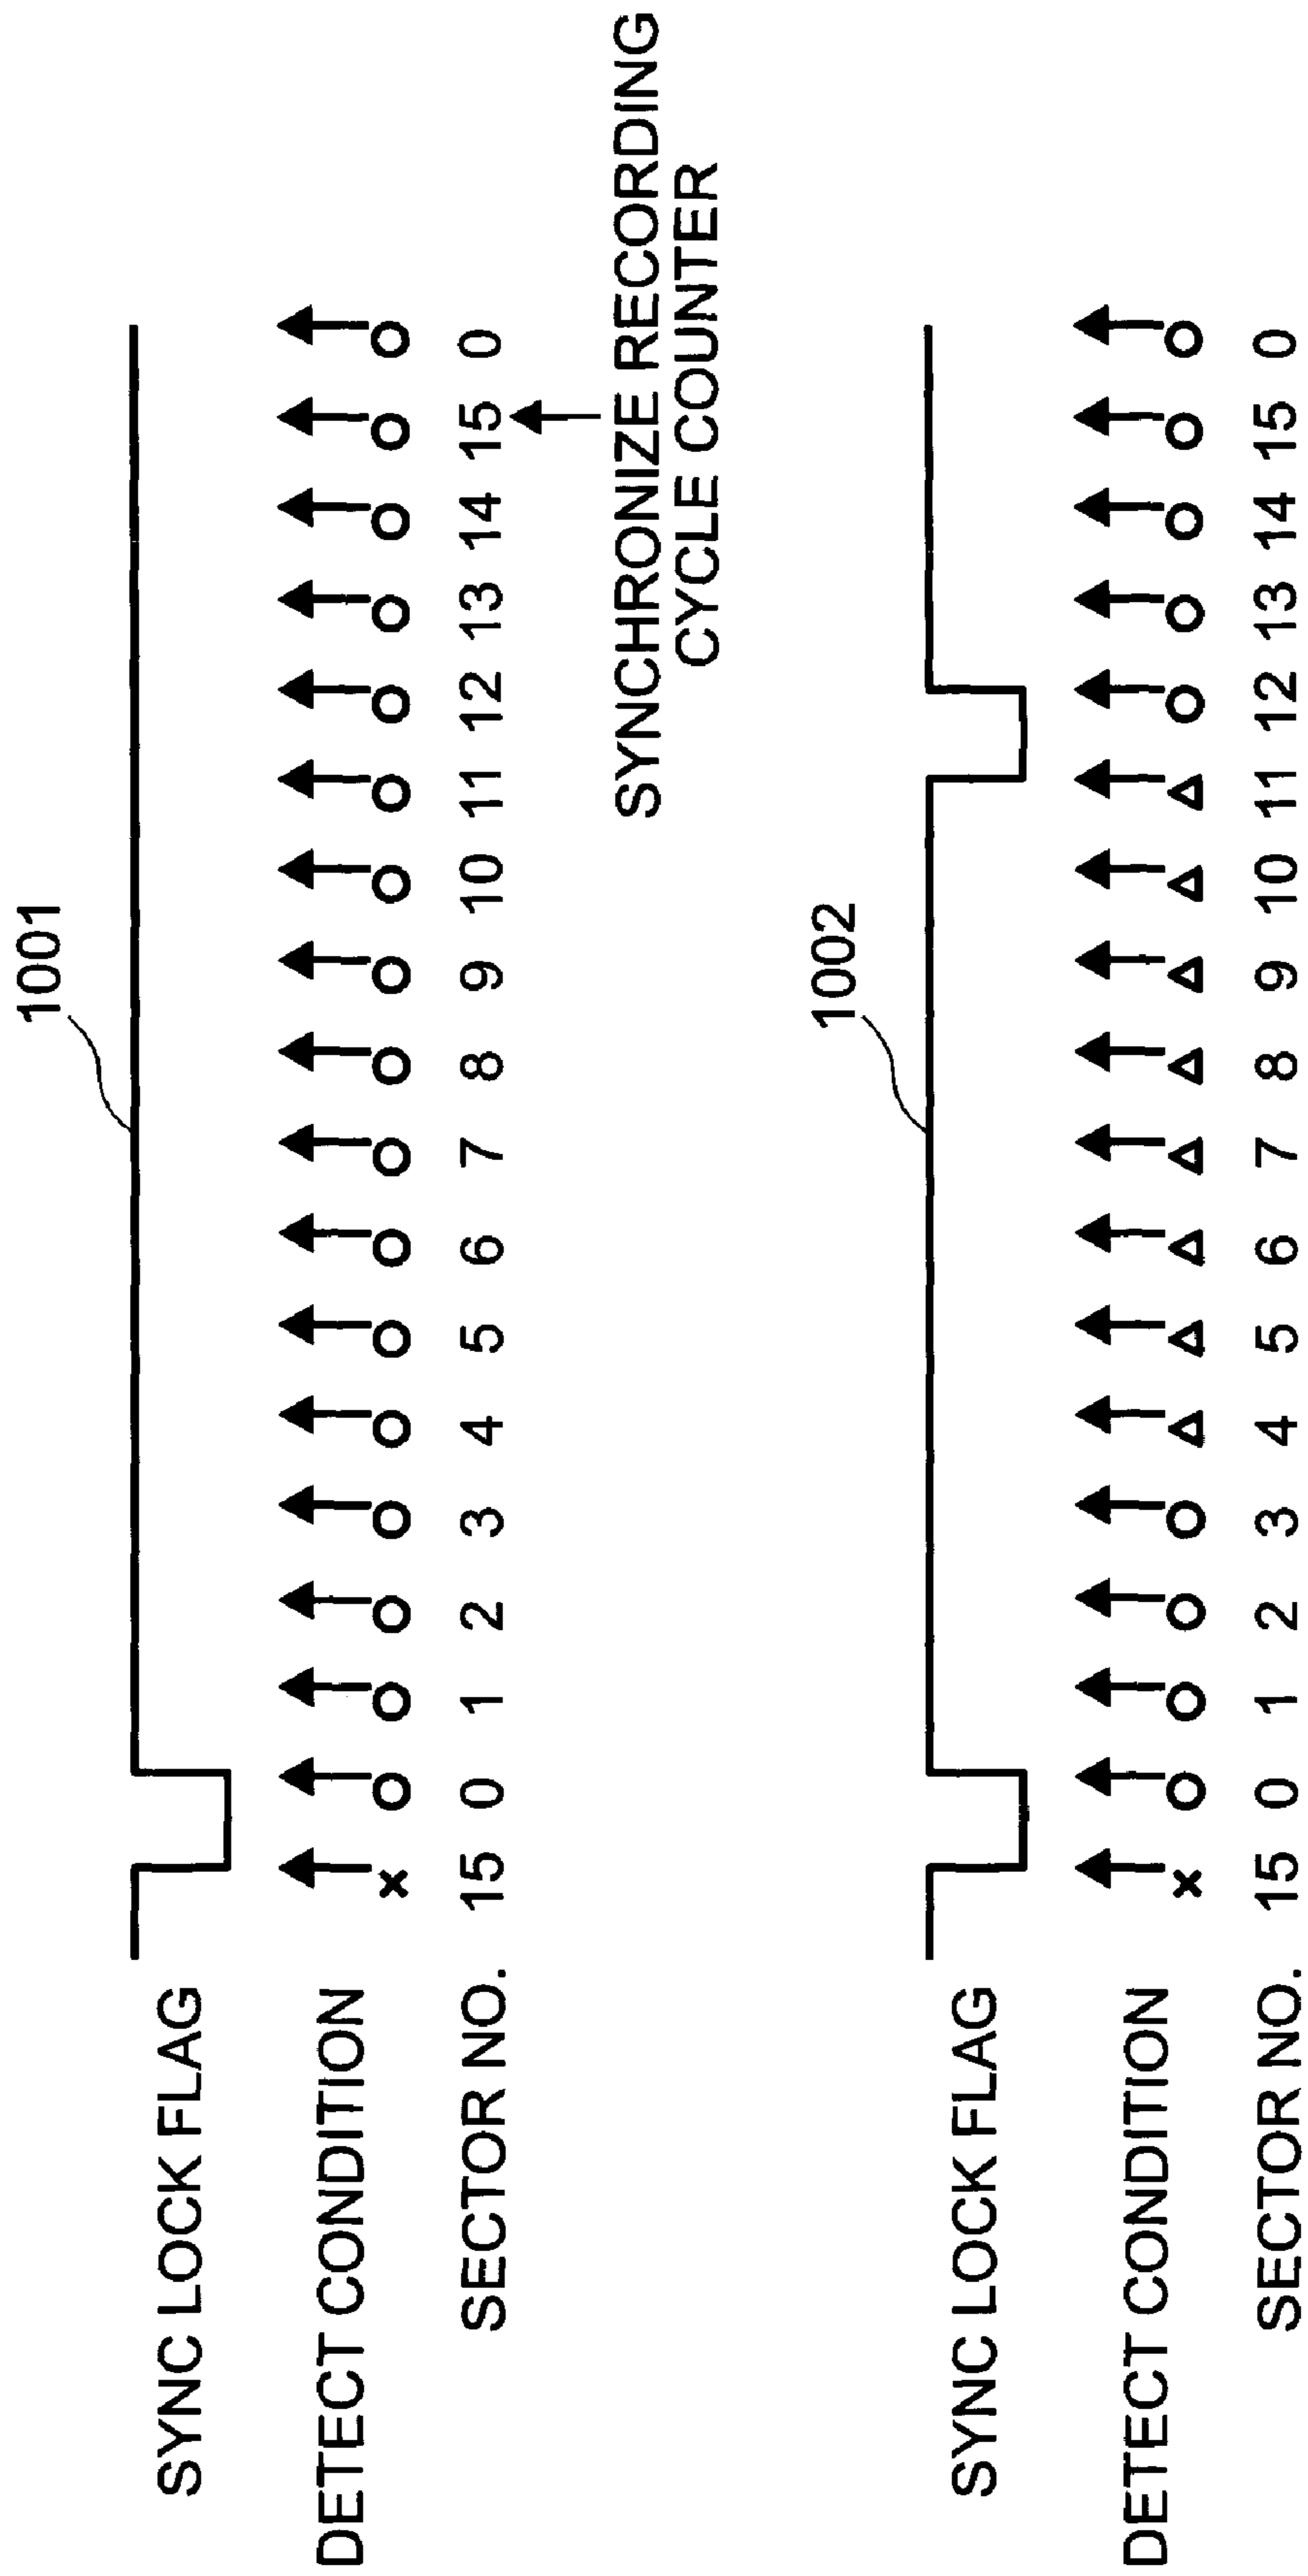 1001
SYNC LOCK FLAG
DETECT CONDITION
x O O O O O O O O O O O O O O O O O
SECTOR NO. 15 0 1 2 3 4 5 6 7 8 9 10 11 12 13 14 15 0
SYNCHRONIZE RECORDING
CYCLE COUNTER
1002
SYNC LOCK FLAG
DETECT CONDITION
x O O O O Δ Δ Δ Δ Δ Δ Δ Δ O O O O O
SECTOR NO. 15 0 1 2 3 4 5 6 7 8 9 10 11 12 13 14 15 0